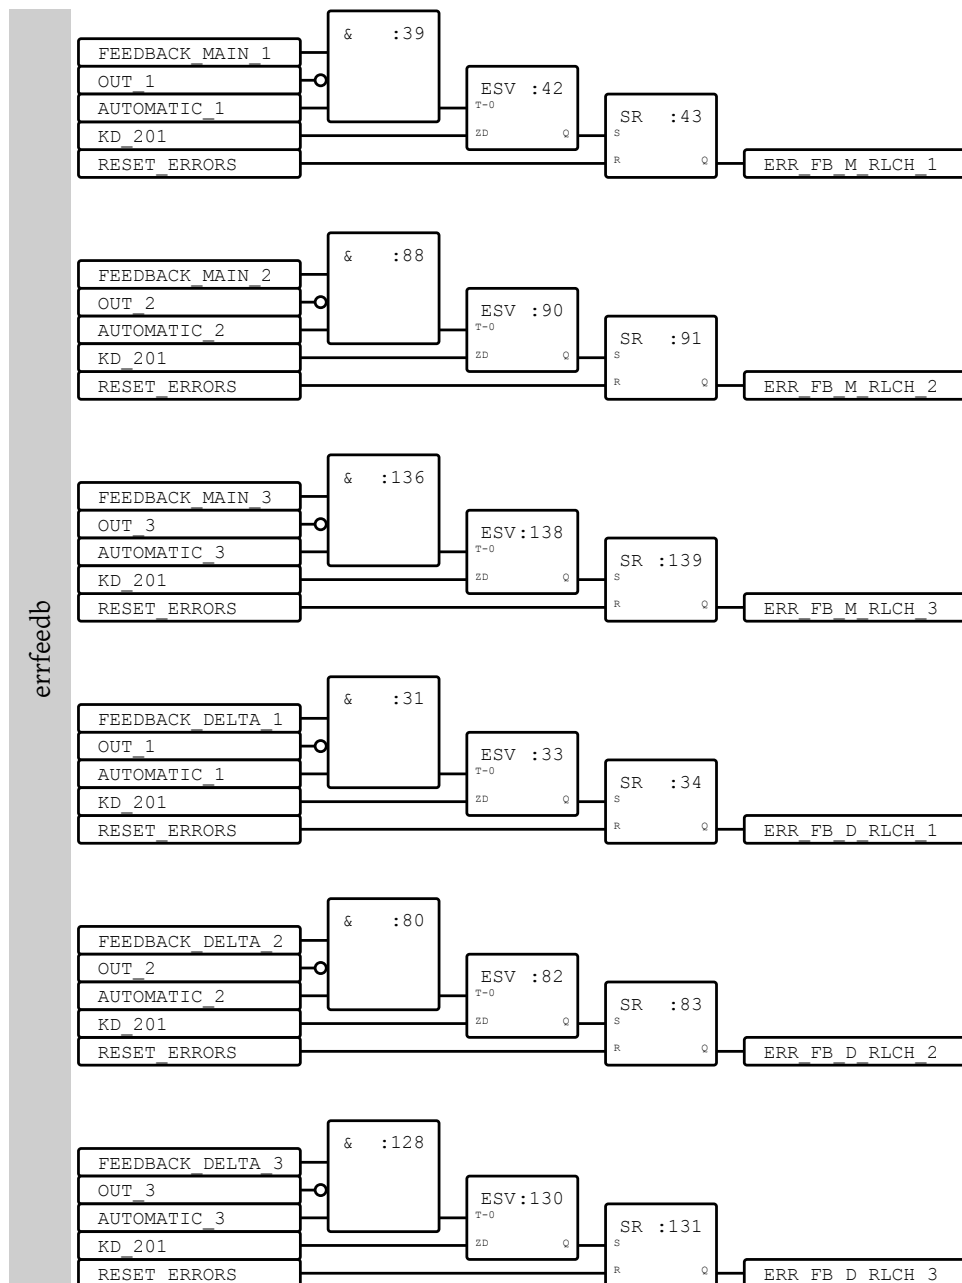 errfeedb
& :39
FEEDBACK_MAIN_1
OUT_1
ESV :42
AUTOMATIC_1
T-0
SR :43
KD_201
ZD Q
S
RESET_ERRORS
R Q
ERR_FB_M_RLCH_1
& :88
FEEDBACK_MAIN_2
OUT_2
ESV :90
AUTOMATIC_2
T-0
SR :91
KD_201
ZD Q
S
RESET_ERRORS
R Q
ERR_FB_M_RLCH_2
& :136
FEEDBACK_MAIN_3
OUT_3
ESV:138
AUTOMATIC_3
T-0
SR :139
KD_201
ZD Q
S
RESET_ERRORS
R Q
ERR_FB_M_RLCH_3
& :31
FEEDBACK_DELTA_1
OUT_1
ESV :33
AUTOMATIC_1
T-0
SR :34
KD_201
ZD Q
S
RESET_ERRORS
R Q
ERR_FB_D_RLCH_1
& :80
FEEDBACK_DELTA_2
OUT_2
ESV :82
AUTOMATIC_2
T-0
SR :83
KD_201
ZD Q
S
RESET_ERRORS
R Q
ERR_FB_D_RLCH_2
& :128
FEEDBACK_DELTA_3
OUT_3
ESV:130
AUTOMATIC_3
T-0
SR :131
KD_201
ZD Q
S
RESET_ERRORS
R Q
ERR_FB_D_RLCH_3